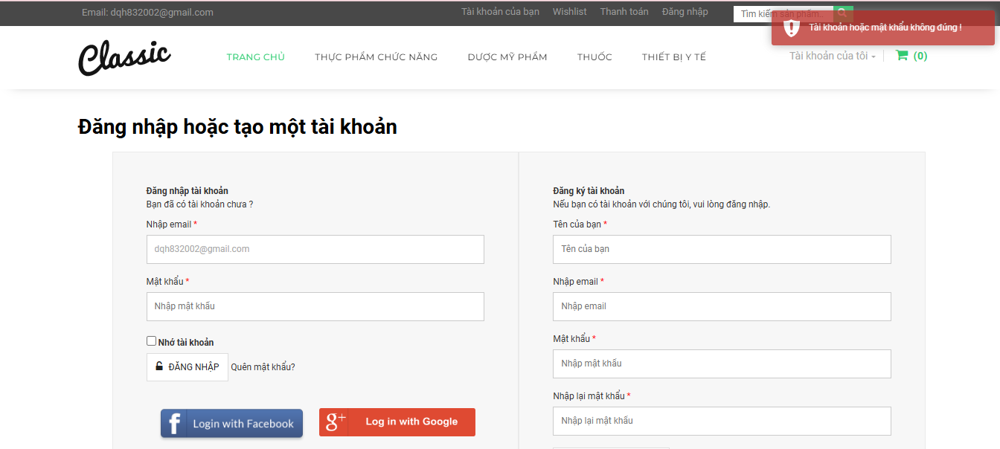 Email: dqh832002@gmail.com
Tài khoản của bạn Wishlist Thanh toán Đăng nhập
Tìm kiếm sản phẩm..
Tài khoản hoặc mật khẩu không đúng !
Classic
TRANG CHỦ THỰC PHẨM CHỨC NĂNG DƯỢC MỸ PHẨM THUỐC THIẾT BỊ Y TẾ
Tài khoản của tôi
(0)
Đăng nhập hoặc tạo một tài khoản
Đăng nhập tài khoản
Bạn đã có tài khoản chưa ?
Nhập email *
dqh832002@gmail.com
Mật khẩu *
Nhập mật khẩu
Nhớ tài khoản
ĐĂNG NHẬP Quên mật khẩu?
f Login with Facebook
g+ Log in with Google
Đăng ký tài khoản
Nếu bạn có tài khoản với chúng tôi, vui lòng đăng nhập.
Tên của bạn *
Tên của bạn
Nhập email *
Nhập email
Mật khẩu *
Nhập mật khẩu
Nhập lại mật khẩu *
Nhập lại mật khẩu